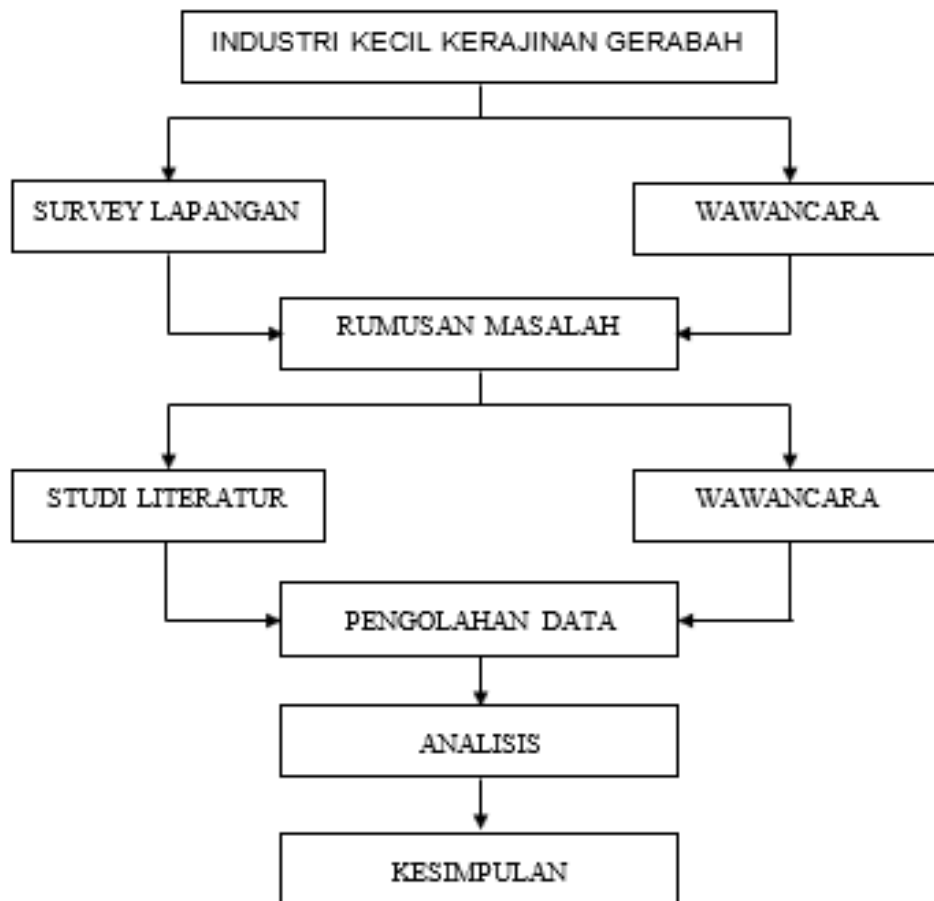 INDUSTRI KECIL KERAJINAN GERABAH
SURVEY LAPANGAN
WAWANCARA
RUMUSAN MASALAH
STUDI LITERATUR
WAWANCARA
PENGOLAHAN DATA
ANALISIS
KESIMPULAN